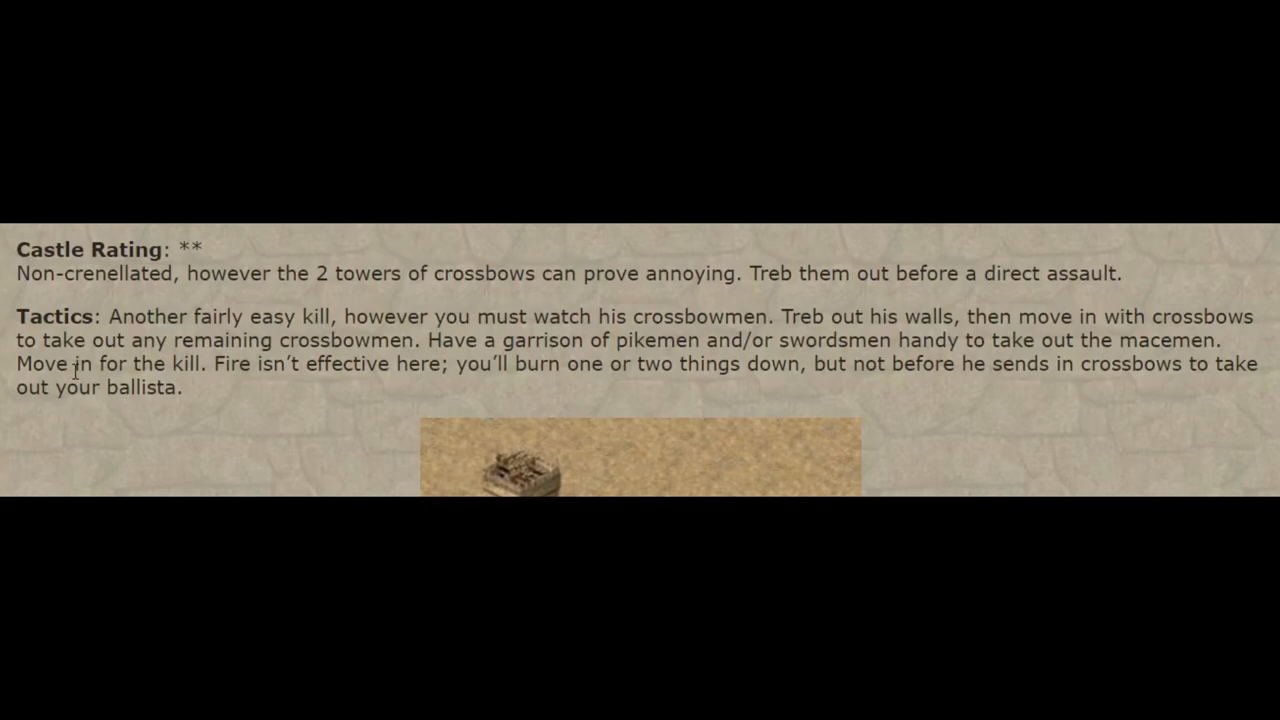 Castle Rating: **
Non-crenellated, however the 2 towers of crossbows can prove annoying. Treb them out before a direct assault.
Tactics: Another fairly easy kill, however you must watch his crossbowmen. Treb out his walls, then move in with crossbows
to take out any remaining crossbowmen. Have a garrison of pikemen and/or swordsmen handy to take out the macemen.
Move in for the kill. Fire isn’t effective here; you’ll burn one or two things down, but not before he sends in crossbows to take
out your ballista.